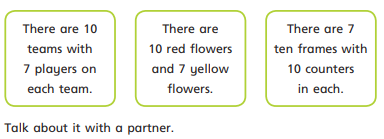 There are 10
teams with
7 players on
each team.
There are
10 red flowers
and 7 yellow
flowers.
There are 7
ten frames with
10 counters
in each.
Talk about it with a partner.